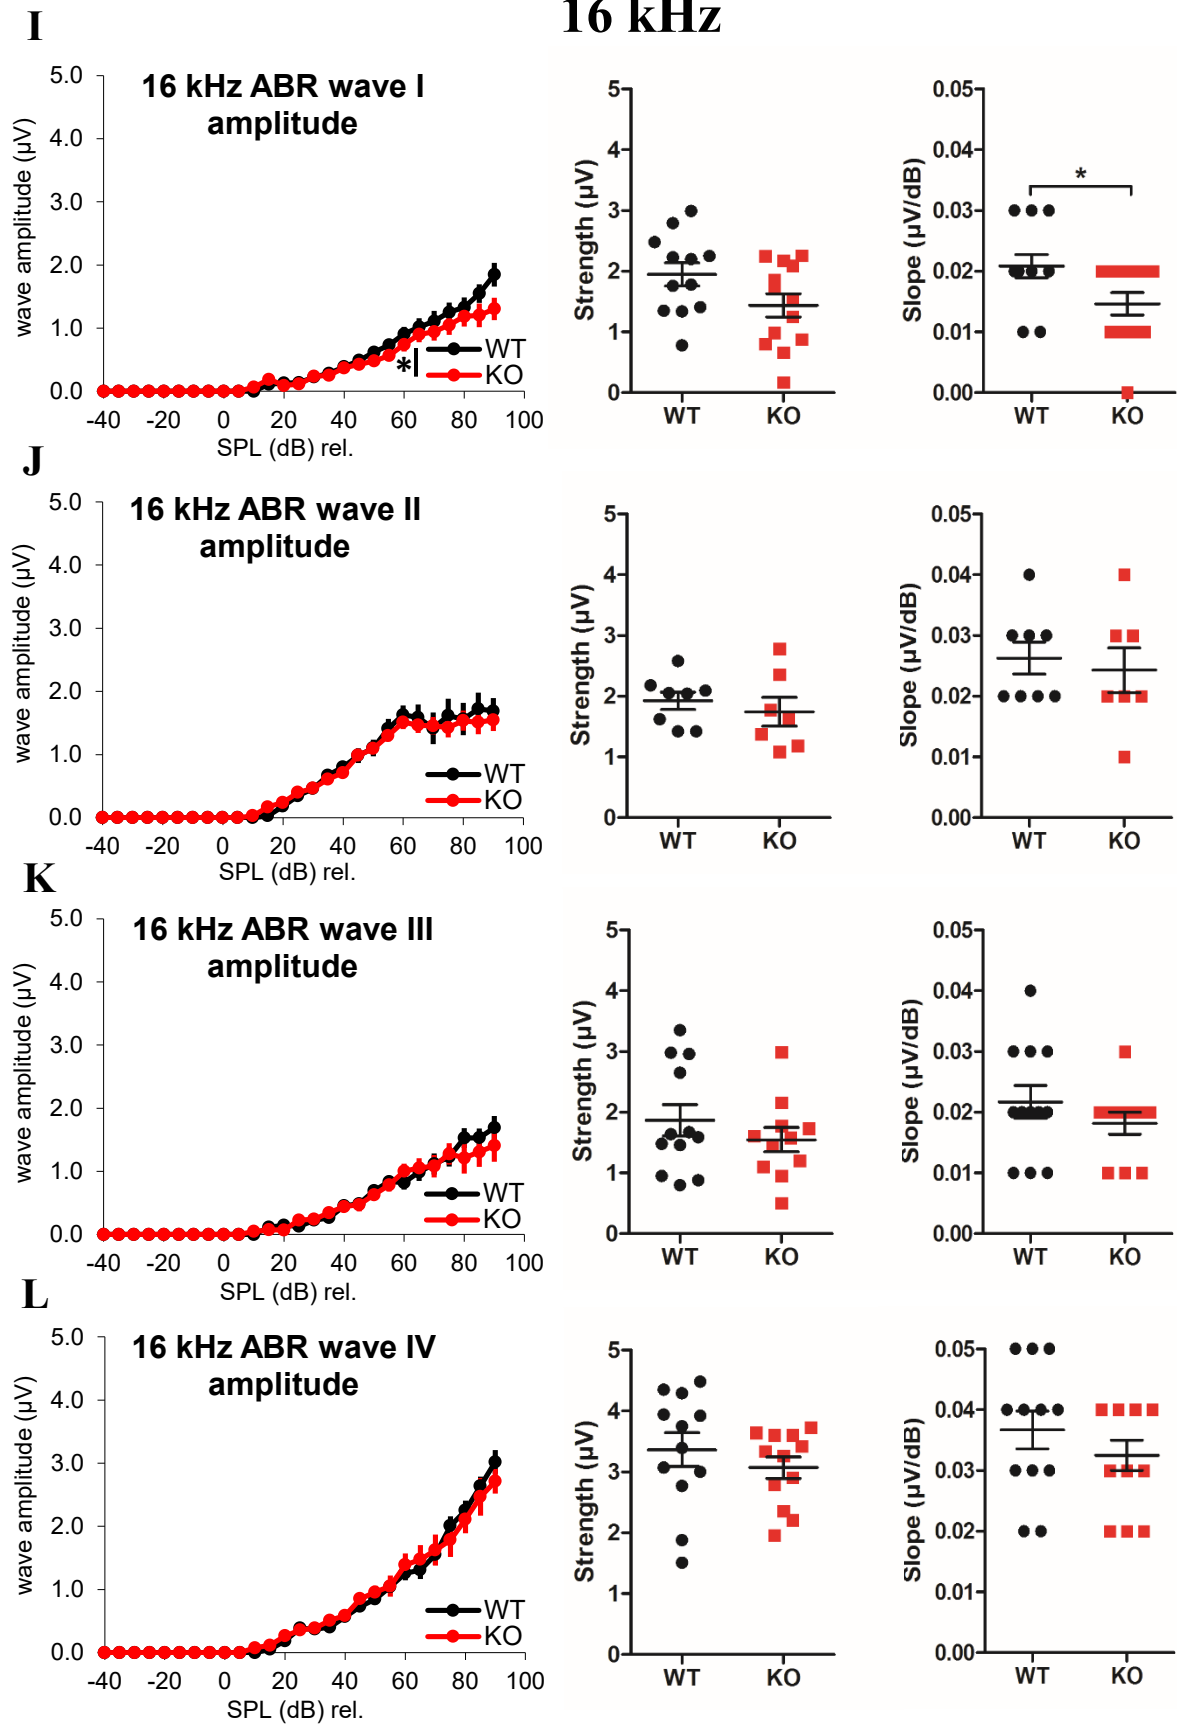 16 kHz
I
16 kHz ABR wave I
amplitude
wave amplitude (µV)
5.0
4.0
3.0
2.0
1.0
0.0
-40 -20 0 20 40 60 80 100
SPL (dB) rel.
*
WT
KO
Strength (µV)
5
4
3
2
1
0
WT KO
Slope (µV/dB)
0.05
0.04
0.03
0.02
0.01
0.00
*
WT KO
J
16 kHz ABR wave II
amplitude
wave amplitude (µV)
5.0
4.0
3.0
2.0
1.0
0.0
-40 -20 0 20 40 60 80 100
SPL (dB) rel.
WT
KO
Strength (µV)
5
4
3
2
1
0
WT KO
Slope (µV/dB)
0.05
0.04
0.03
0.02
0.01
0.00
WT KO
K
16 kHz ABR wave III
amplitude
wave amplitude (µV)
5.0
4.0
3.0
2.0
1.0
0.0
-40 -20 0 20 40 60 80 100
SPL (dB) rel.
WT
KO
Strength (µV)
5
4
3
2
1
0
WT KO
Slope (µV/dB)
0.05
0.04
0.03
0.02
0.01
0.00
WT KO
L
16 kHz ABR wave IV
amplitude
wave amplitude (µV)
5.0
4.0
3.0
2.0
1.0
0.0
-40 -20 0 20 40 60 80 100
SPL (dB) rel.
WT
KO
Strength (µV)
5
4
3
2
1
0
WT KO
Slope (µV/dB)
0.05
0.04
0.03
0.02
0.01
0.00
WT KO